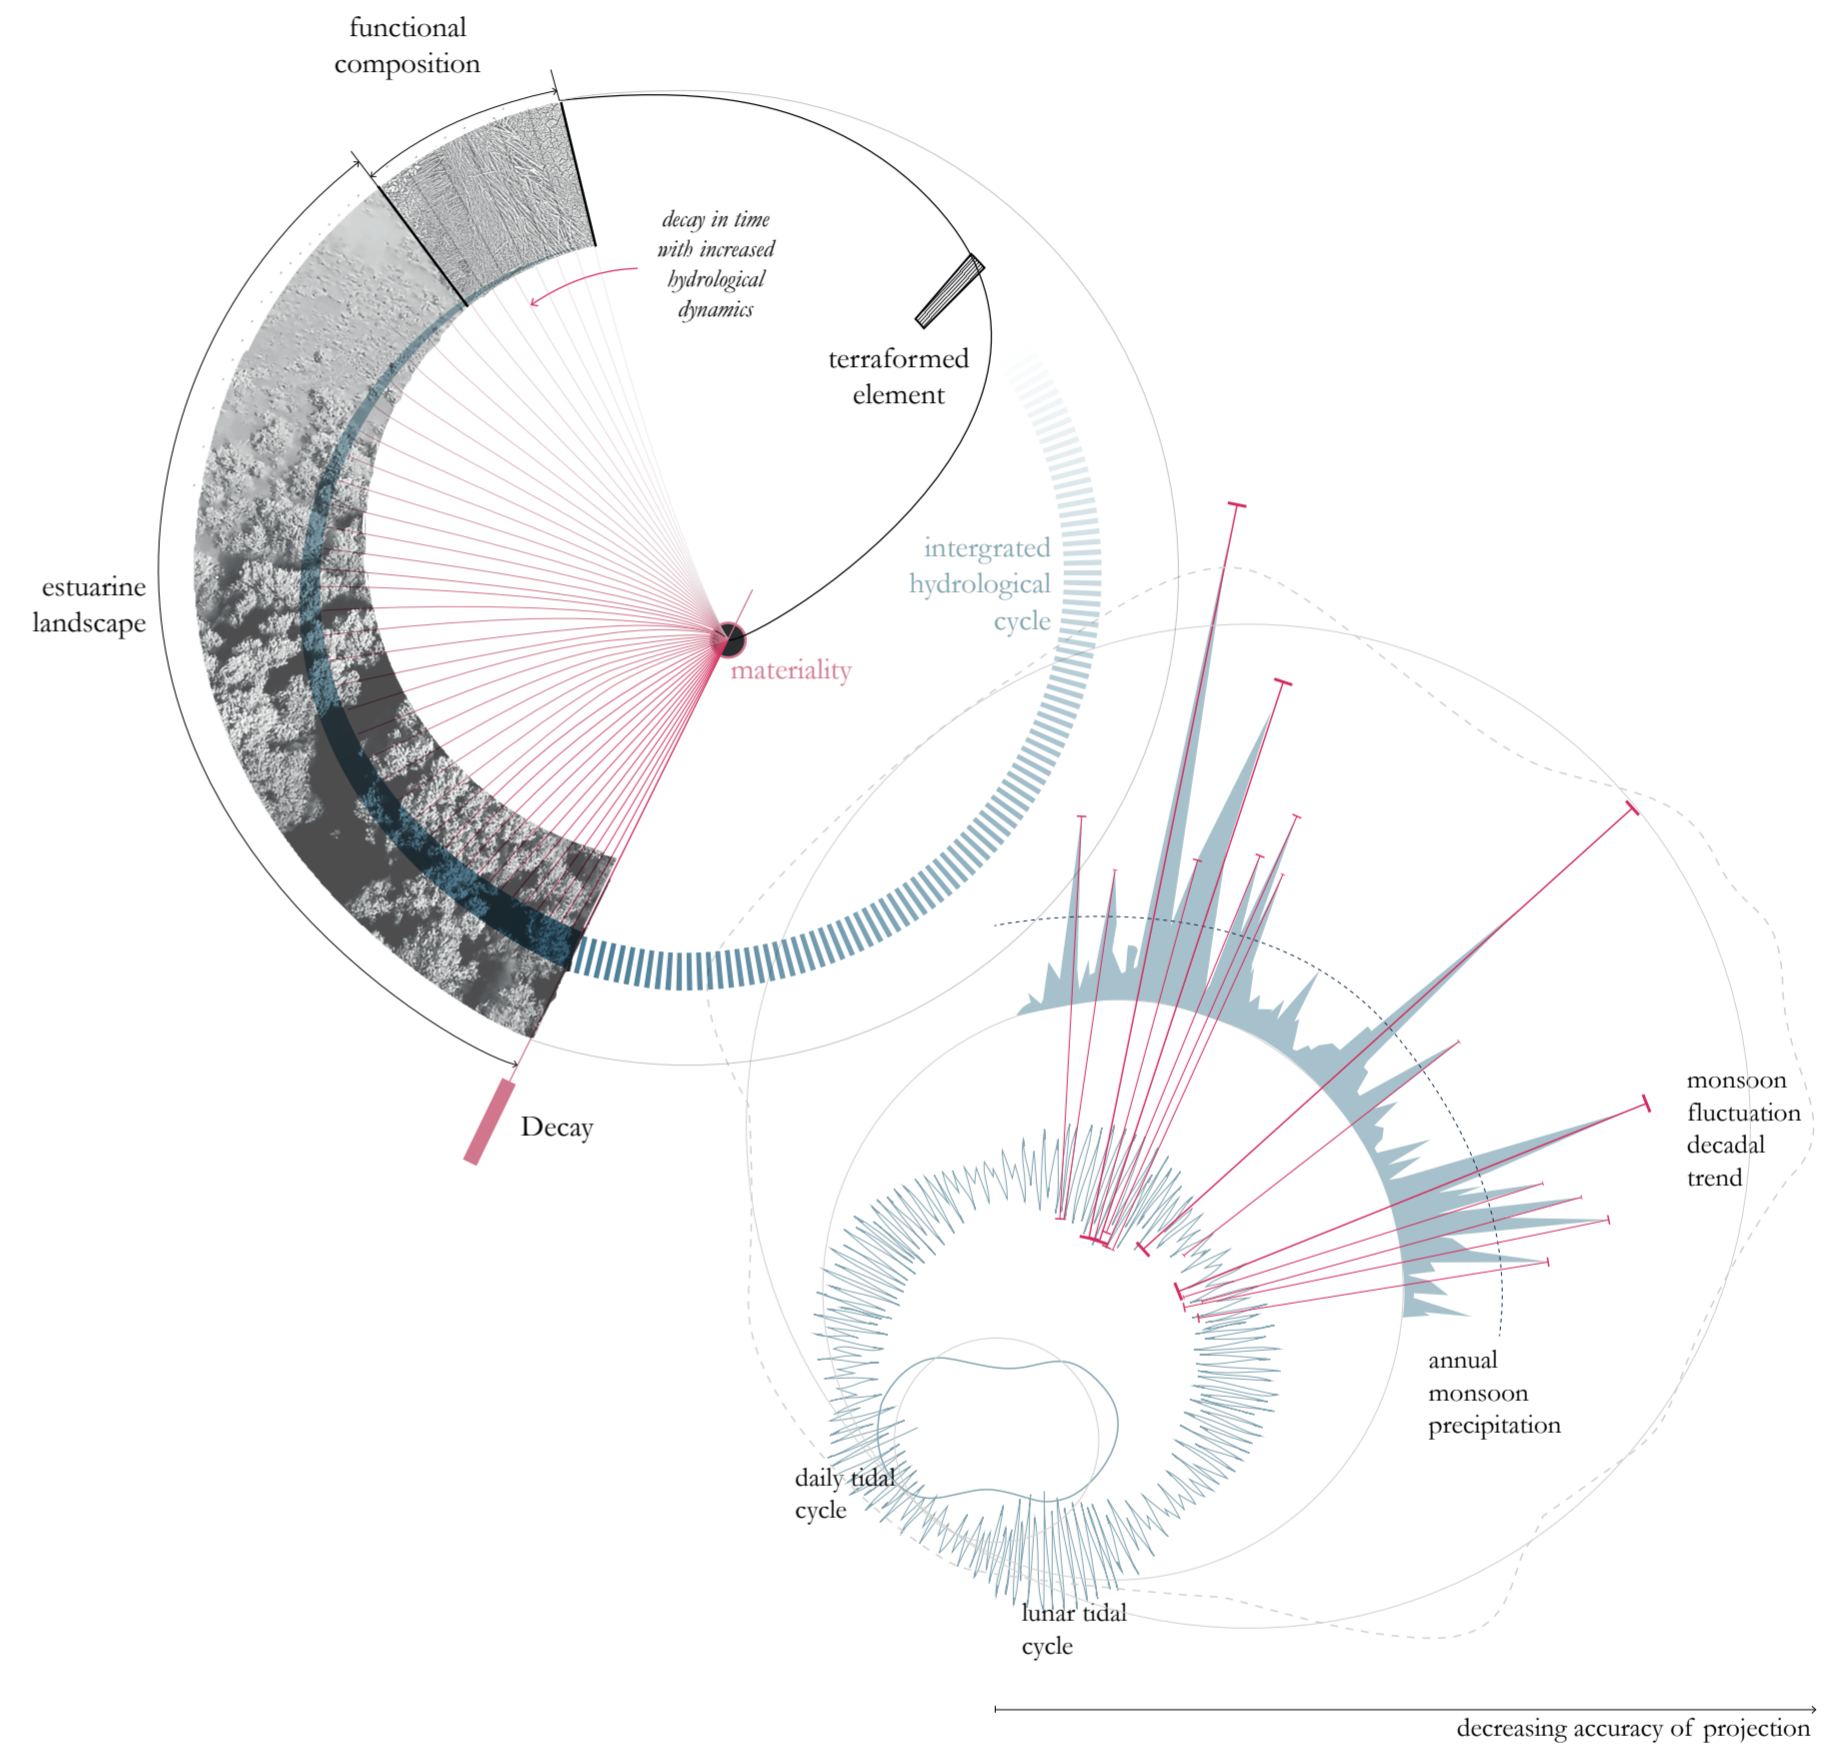 functional
composition
decay in time
with increased
hydrological
dynamics
terraformed
element
intergrated
hydrological
cycle
estuarine
landscape
materiality
Decay
monsoon
fluctuation
decadal
trend
annual
monsoon
precipitation
daily tidal
cycle
lunar tidal
cycle
decreasing accuracy of projection